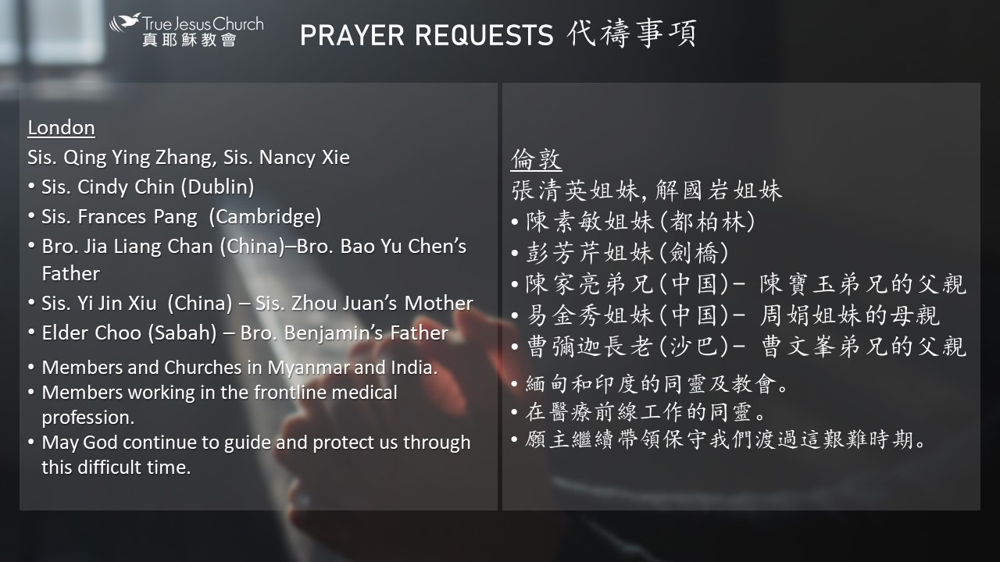 True Jesus Church
真耶穌教會
PRAYER REQUESTS 代禱事項
London
Sis. Qing Ying Zhang, Sis. Nancy Xie
• Sis. Cindy Chin (Dublin)
• Sis. Frances Pang (Cambridge)
• Bro. Jia Liang Chan (China)–Bro. Bao Yu Chen’s
Father
• Sis. Yi Jin Xiu (China) – Sis. Zhou Juan’s Mother
• Elder Choo (Sabah) – Bro. Benjamin’s Father
• Members and Churches in Myanmar and India.
• Members working in the frontline medical
profession.
• May God continue to guide and protect us through
this difficult time.
倫敦
張清英姐妹, 解國岩姐妹
• 陳素敏姐妹(都柏林)
• 彭芳芹姐妹(劍橋)
• 陳家亮弟兄(中国)- 陳寶玉弟兄的父親
• 易金秀姐妹(中国)- 周娟姐妹的母親
• 曹彌迦長老(沙巴)- 曹文峯弟兄的父親
• 緬甸和印度的同靈及教會。
• 在醫療前線工作的同靈。
• 願主繼續帶領保守我們渡過這艱難時期。